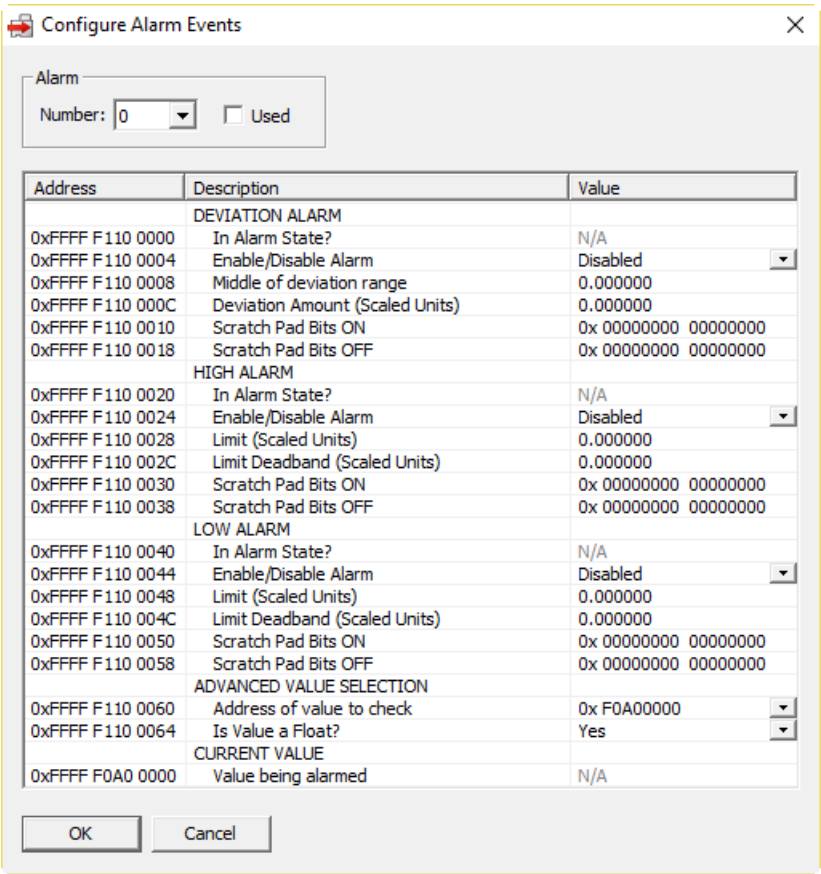 Configure Alarm Events
Alarm
Number: 0 Used
Address Description Value
DEVIATION ALARM
0xFFFF F110 0000 In Alarm State? N/A
0xFFFF F110 0004 Enable/Disable Alarm Disabled
0xFFFF F110 0008 Middle of deviation range 0.000000
0xFFFF F110 000C Deviation Amount (Scaled Units) 0.000000
0xFFFF F110 0010 Scratch Pad Bits ON 0x 00000000 00000000
0xFFFF F110 0018 Scratch Pad Bits OFF 0x 00000000 00000000
HIGH ALARM
0xFFFF F110 0020 In Alarm State? N/A
0xFFFF F110 0024 Enable/Disable Alarm Disabled
0xFFFF F110 0028 Limit (Scaled Units) 0.000000
0xFFFF F110 002C Limit Deadband (Scaled Units) 0.000000
0xFFFF F110 0030 Scratch Pad Bits ON 0x 00000000 00000000
0xFFFF F110 0038 Scratch Pad Bits OFF 0x 00000000 00000000
LOW ALARM
0xFFFF F110 0040 In Alarm State? N/A
0xFFFF F110 0044 Enable/Disable Alarm Disabled
0xFFFF F110 0048 Limit (Scaled Units) 0.000000
0xFFFF F110 004C Limit Deadband (Scaled Units) 0.000000
0xFFFF F110 0050 Scratch Pad Bits ON 0x 00000000 00000000
0xFFFF F110 0058 Scratch Pad Bits OFF 0x 00000000 00000000
ADVANCED VALUE SELECTION
0xFFFF F110 0060 Address of value to check 0x F0A00000
0xFFFF F110 0064 Is Value a Float? Yes
CURRENT VALUE
0xFFFF F0A0 0000 Value being alarmed N/A
OK Cancel